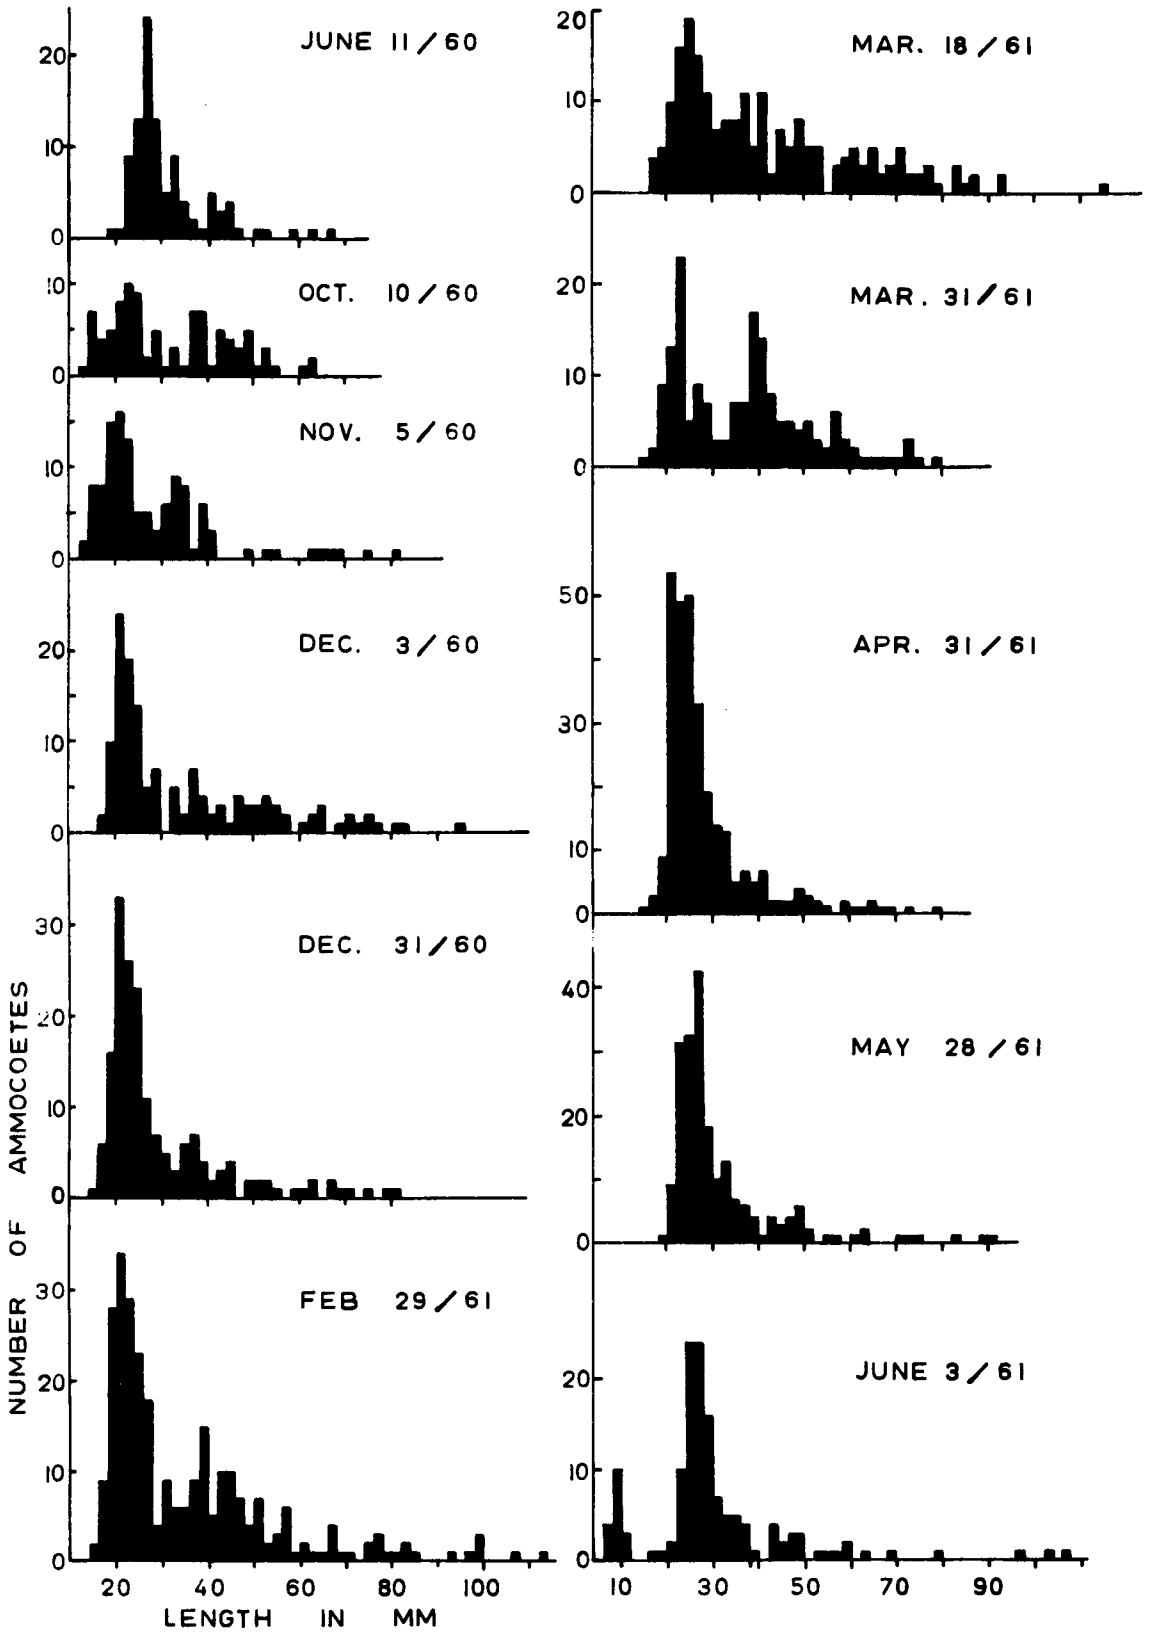 JUNE 11/60
20
10
0
OCT. 10/60
10
0
NOV. 5/60
10
0
DEC. 3/60
20
10
0
DEC. 31/60
30
20
10
0
FEB 29/61
30
20
10
0
20 40 60 80 100
LENGTH IN MM
NUMBER OF AMMOCOETES
MAR. 18/61
20
10
0
MAR. 31/61
20
10
0
APR. 31/61
50
30
10
0
MAY 28/61
40
20
0
JUNE 3/61
20
10
0
10 30 50 70 90